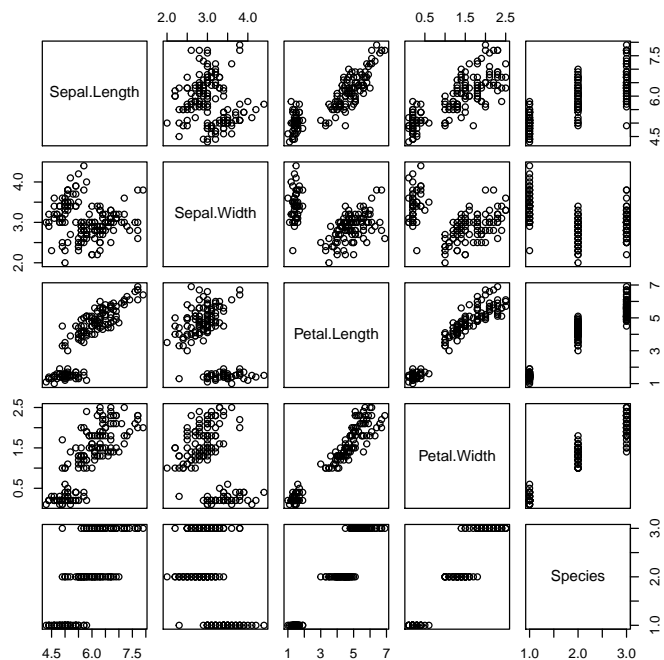 2.0 3.0 4.0 0.5 1.5 2.5
Sepal.Length
4.5 6.0 7.5
2.0 3.0 4.0
Sepal.Width
Petal.Length
1 3 5 7
0.5 1.5 2.5
Petal.Width
Species
1.0 2.0 3.0
4.5 6.0 7.5 1 3 5 7 1.0 2.0 3.0